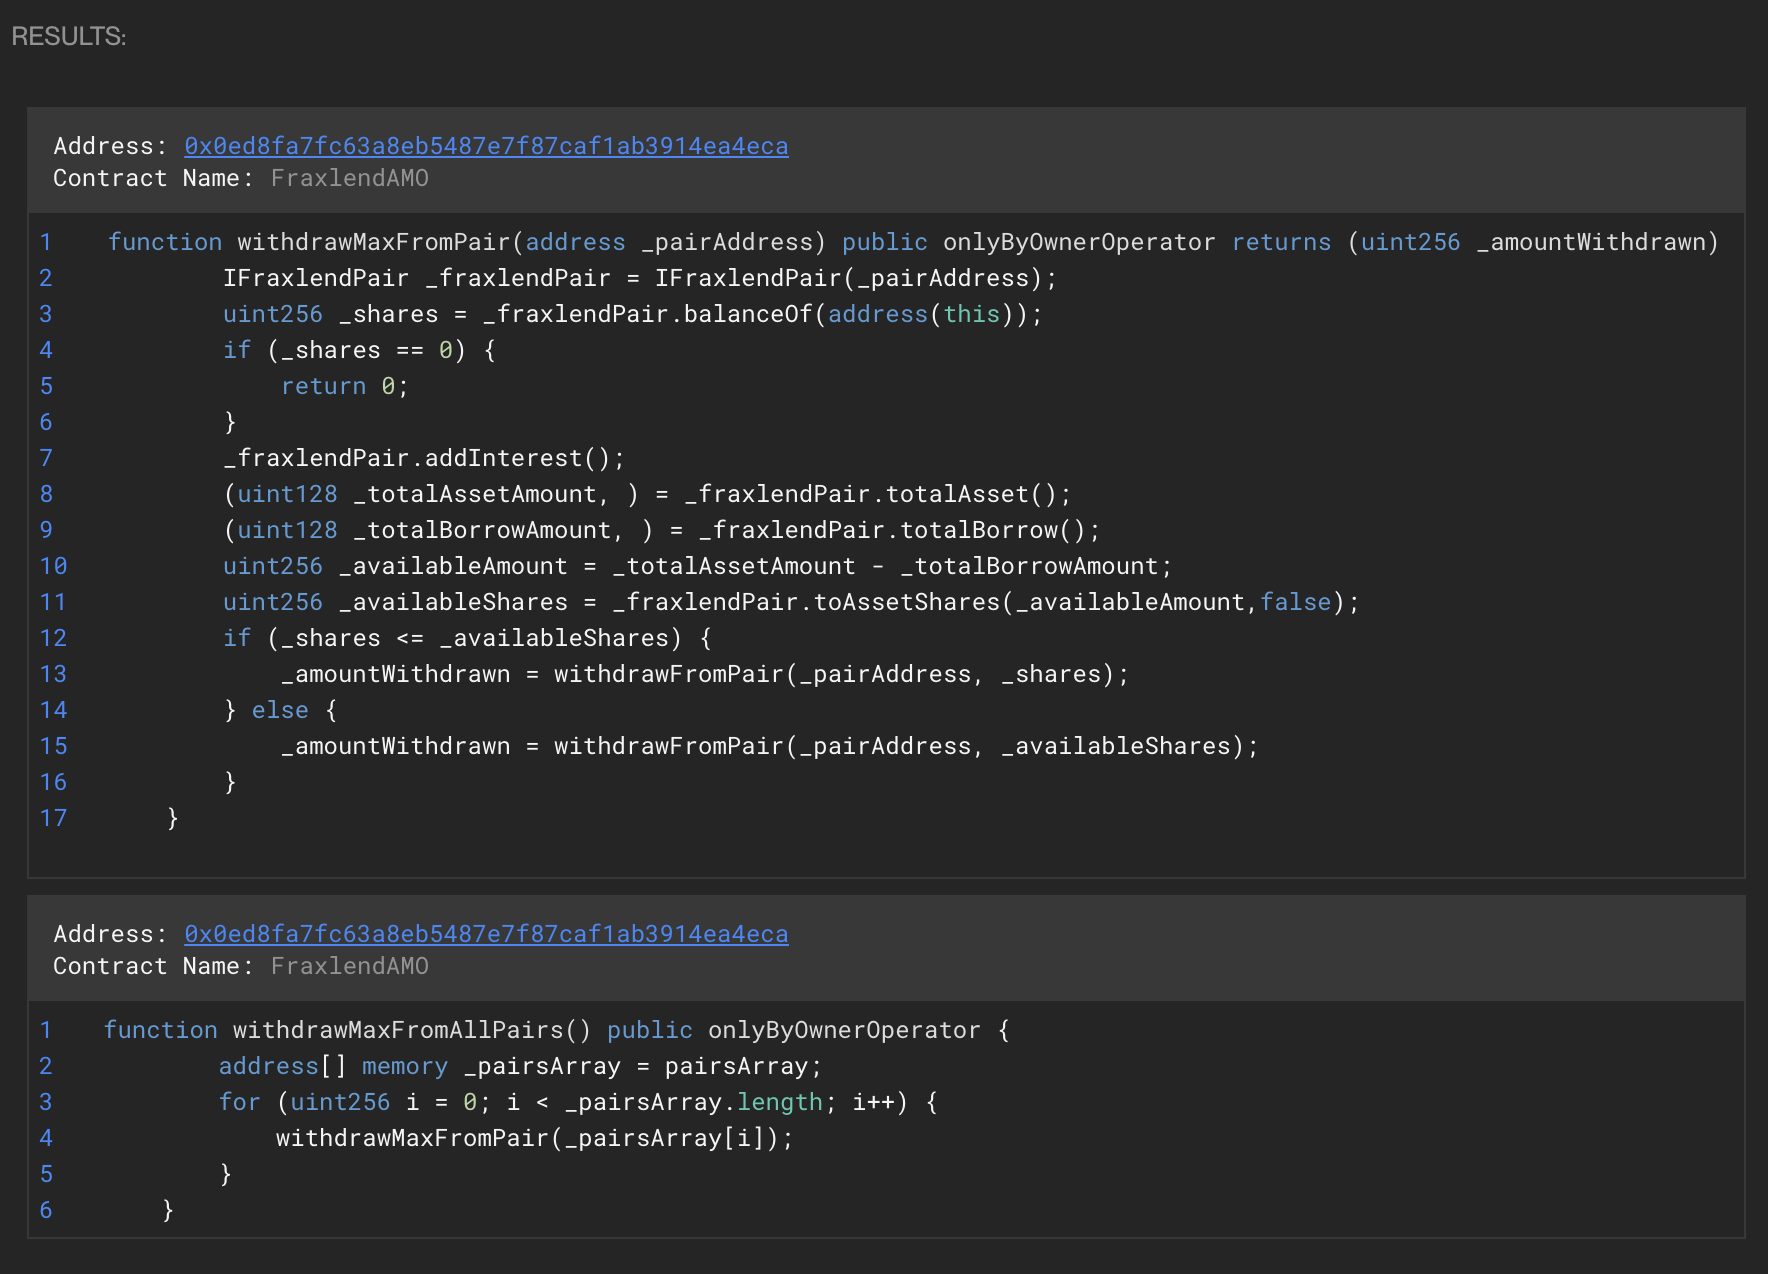 RESULTS:
Address: 0x0ed8fa7fc63a8eb5487e7f87caf1ab3914ea4eca
Contract Name: FraxlendAMO
1 function withdrawMaxFromPair(address _pairAddress) public onlyByOwnerOperator returns (uint256 _amountWithdrawn)
2 IFraxlendPair _fraxlendPair = IFraxlendPair(_pairAddress);
3 uint256 _shares = _fraxlendPair.balanceOf(address(this));
4 if (_shares == 0) {
5 return 0;
6 }
7 _fraxlendPair.addInterest();
8 (uint128 _totalAssetAmount, ) = _fraxlendPair.totalAsset();
9 (uint128 _totalBorrowAmount, ) = _fraxlendPair.totalBorrow();
10 uint256 _availableAmount = _totalAssetAmount - _totalBorrowAmount;
11 uint256 _availableShares = _fraxlendPair.toAssetShares(_availableAmount,false);
12 if (_shares <= _availableShares) {
13 _amountWithdrawn = withdrawFromPair(_pairAddress, _shares);
14 } else {
15 _amountWithdrawn = withdrawFromPair(_pairAddress, _availableShares);
16 }
17 }
Address: 0x0ed8fa7fc63a8eb5487e7f87caf1ab3914ea4eca
Contract Name: FraxlendAMO
1 function withdrawMaxFromAllPairs() public onlyByOwnerOperator {
2 address[] memory _pairsArray = pairsArray;
3 for (uint256 i = 0; i < _pairsArray.length; i++) {
4 withdrawMaxFromPair(_pairsArray[i]);
5 }
6 }